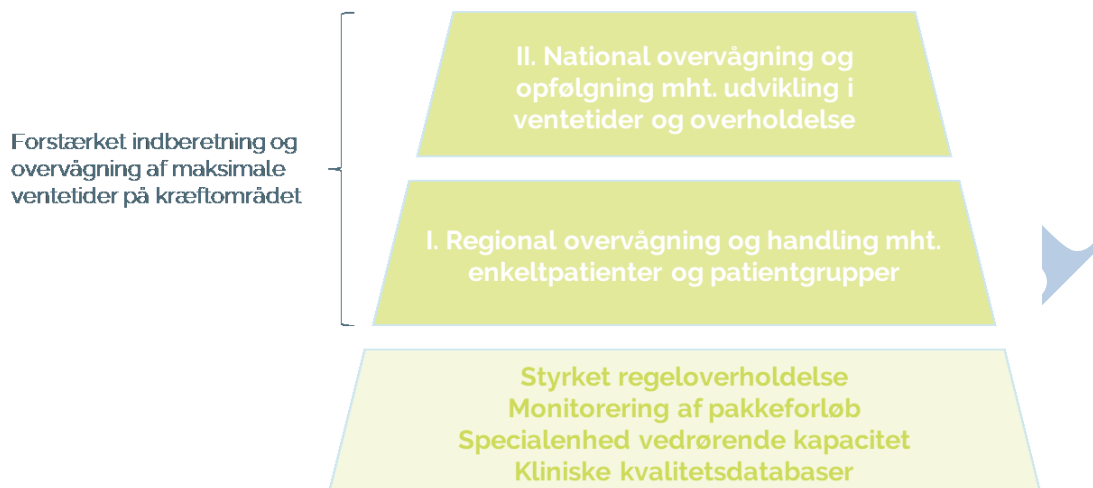 Forstærket indberetning og
overvågning af maksimale
ventetider på kræftområdet
II. National overvågning og
opfølgning mht. udvikling i
ventetider og overholdelse
I. Regional overvågning og handling mht.
enkeltpatienter og patientgrupper
Styrket regeloverholdelse
Monitorering af pakkeforløb
Specialenhed vedrørende kapacitet
Kliniske kvalitetsdatabaser